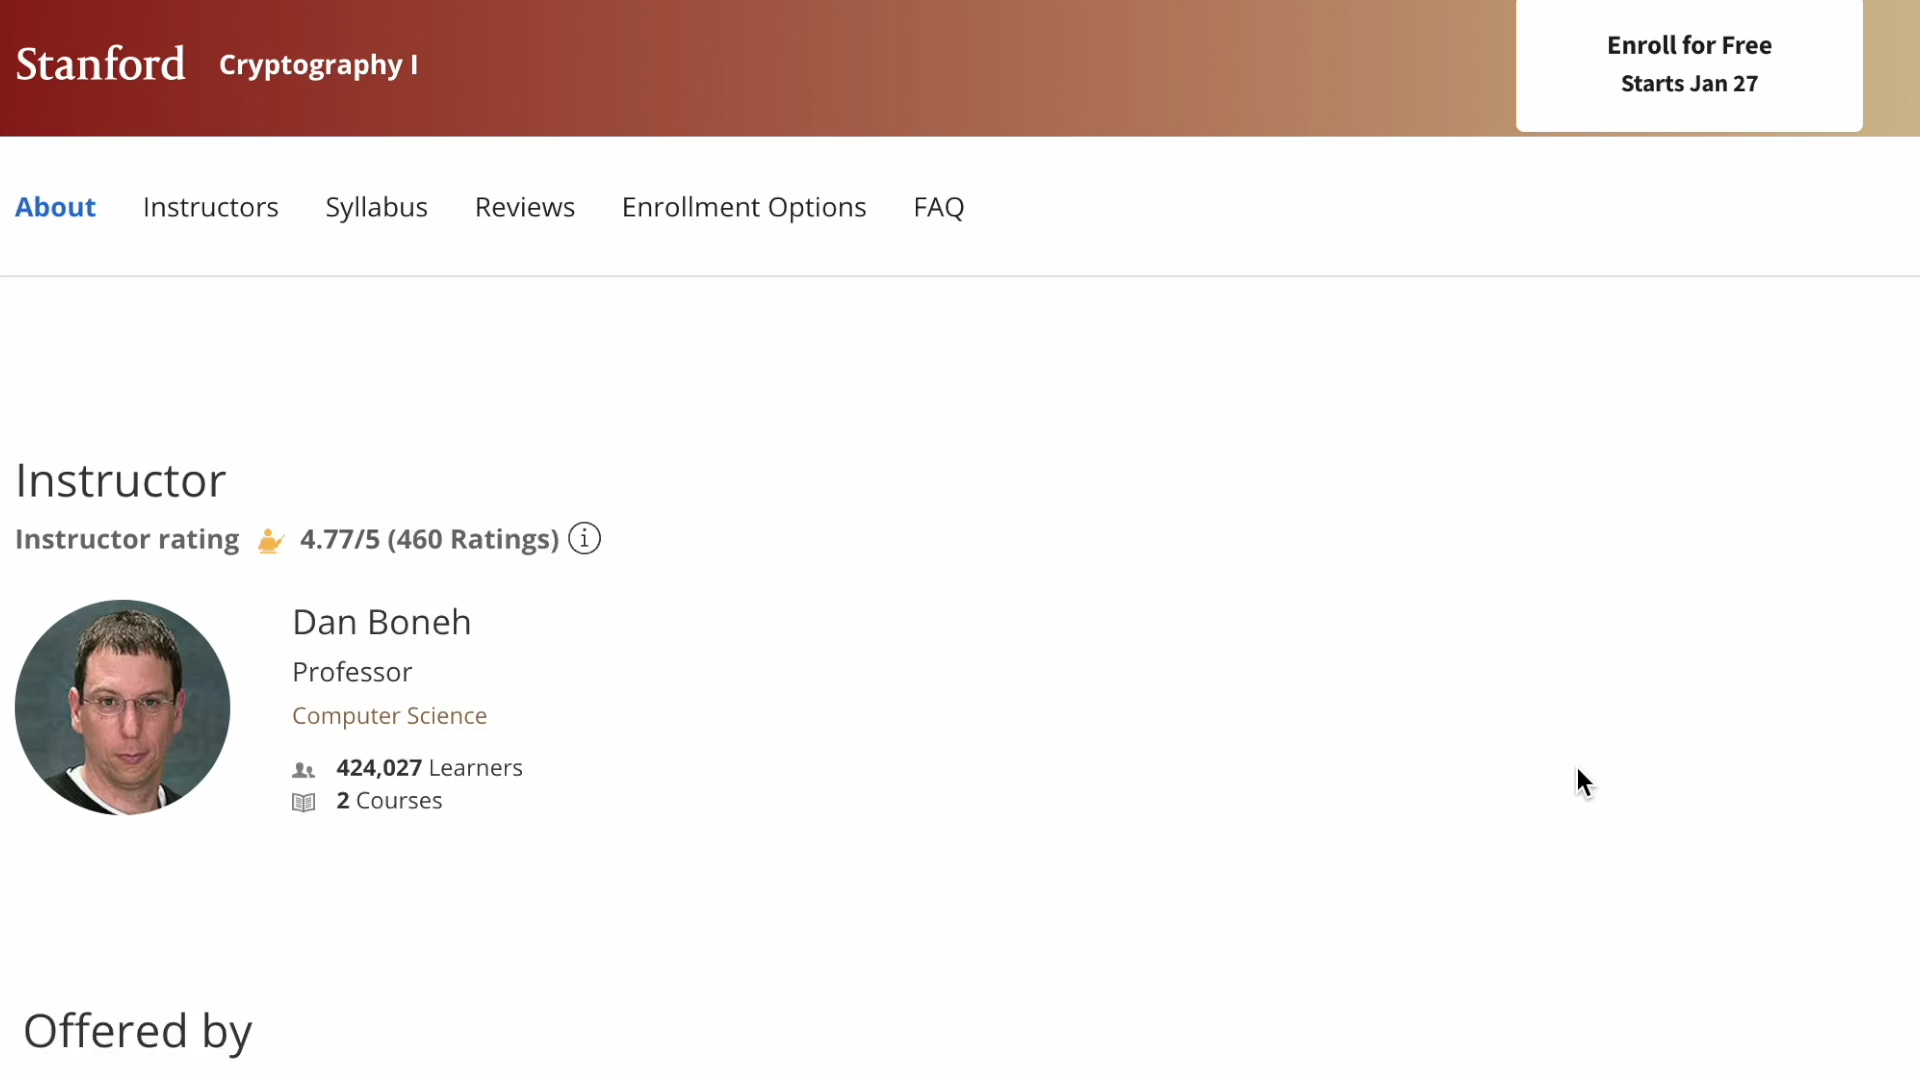 Stanford Cryptography I
Enroll for Free
Starts Jan 27
About Instructors Syllabus Reviews Enrollment Options FAQ
Instructor
Instructor rating 4.77/5 (460 Ratings) i
Dan Boneh
Professor
Computer Science
424,027 Learners
2 Courses
Offered by